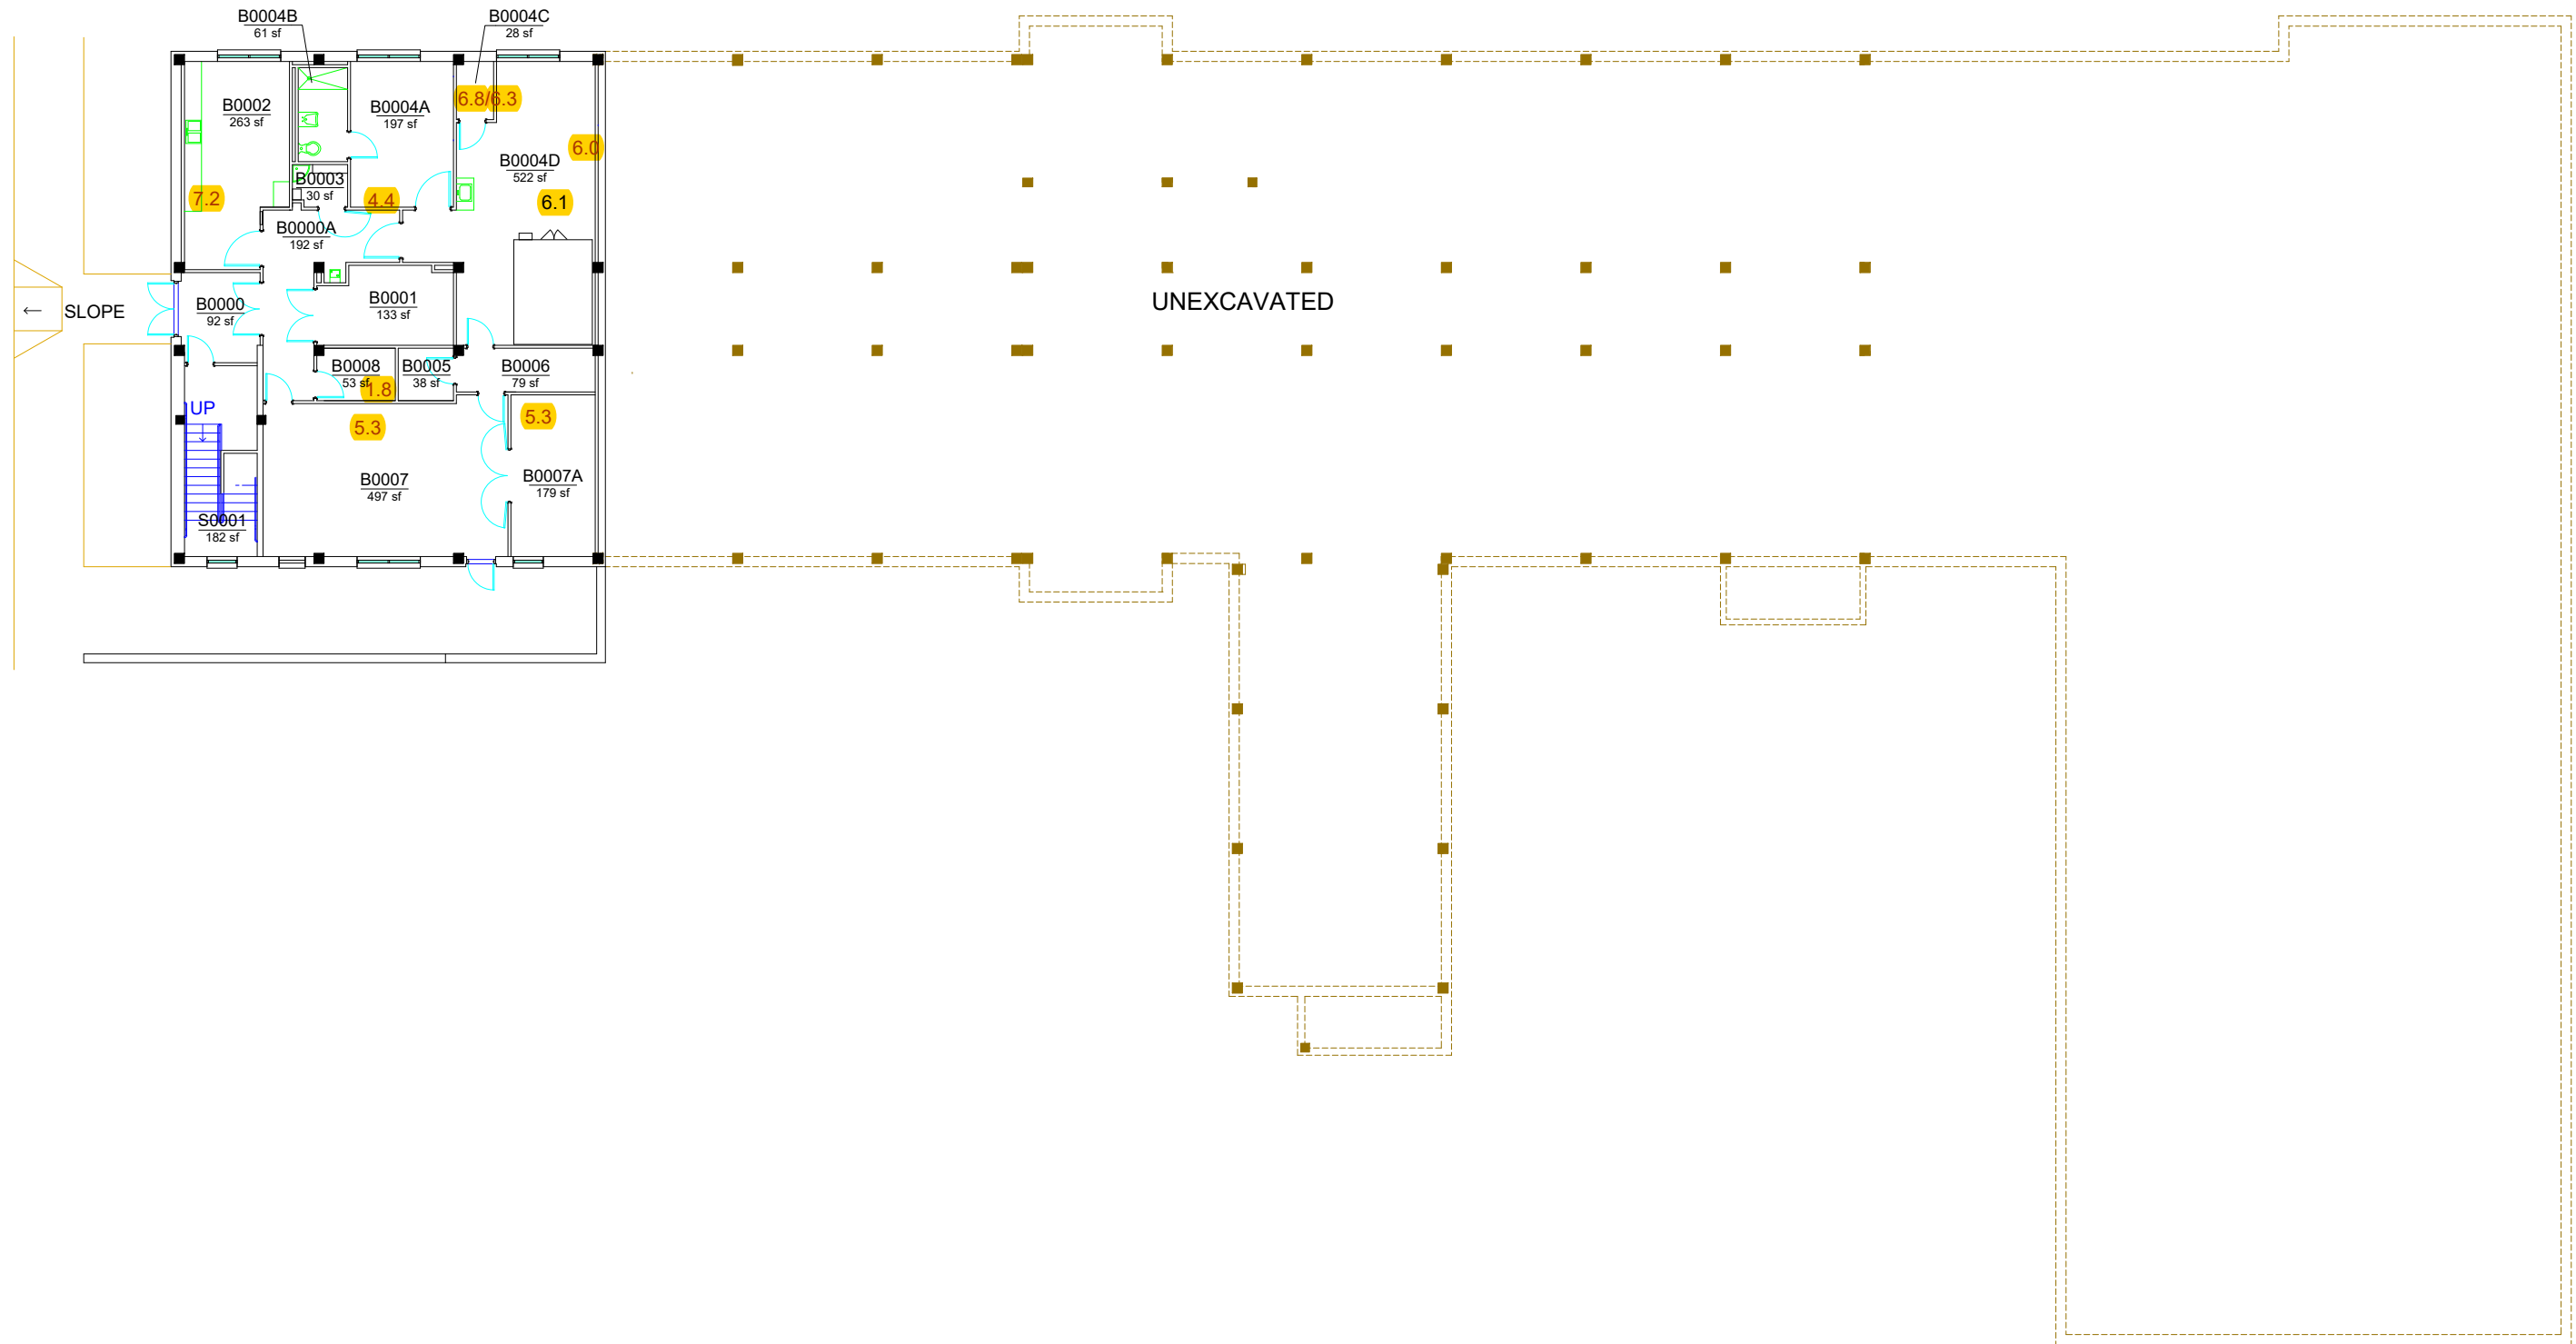 B0004B
61 sf
B0004C
28 sf
B0002
263 sf
B0004A
197 sf
6.8/6.3
6.0
B0004D
522 sf
B0003
30 sf
7.2
4.4
6.1
B0000A
192 sf
B0000
92 sf
B0001
133 sf
SLOPE
UNEXCAVATED
B0008
53 sf
1.8
B0005
38 sf
B0006
79 sf
UP
5.3
5.3
B0007
497 sf
B0007A
179 sf
S0001
182 sf